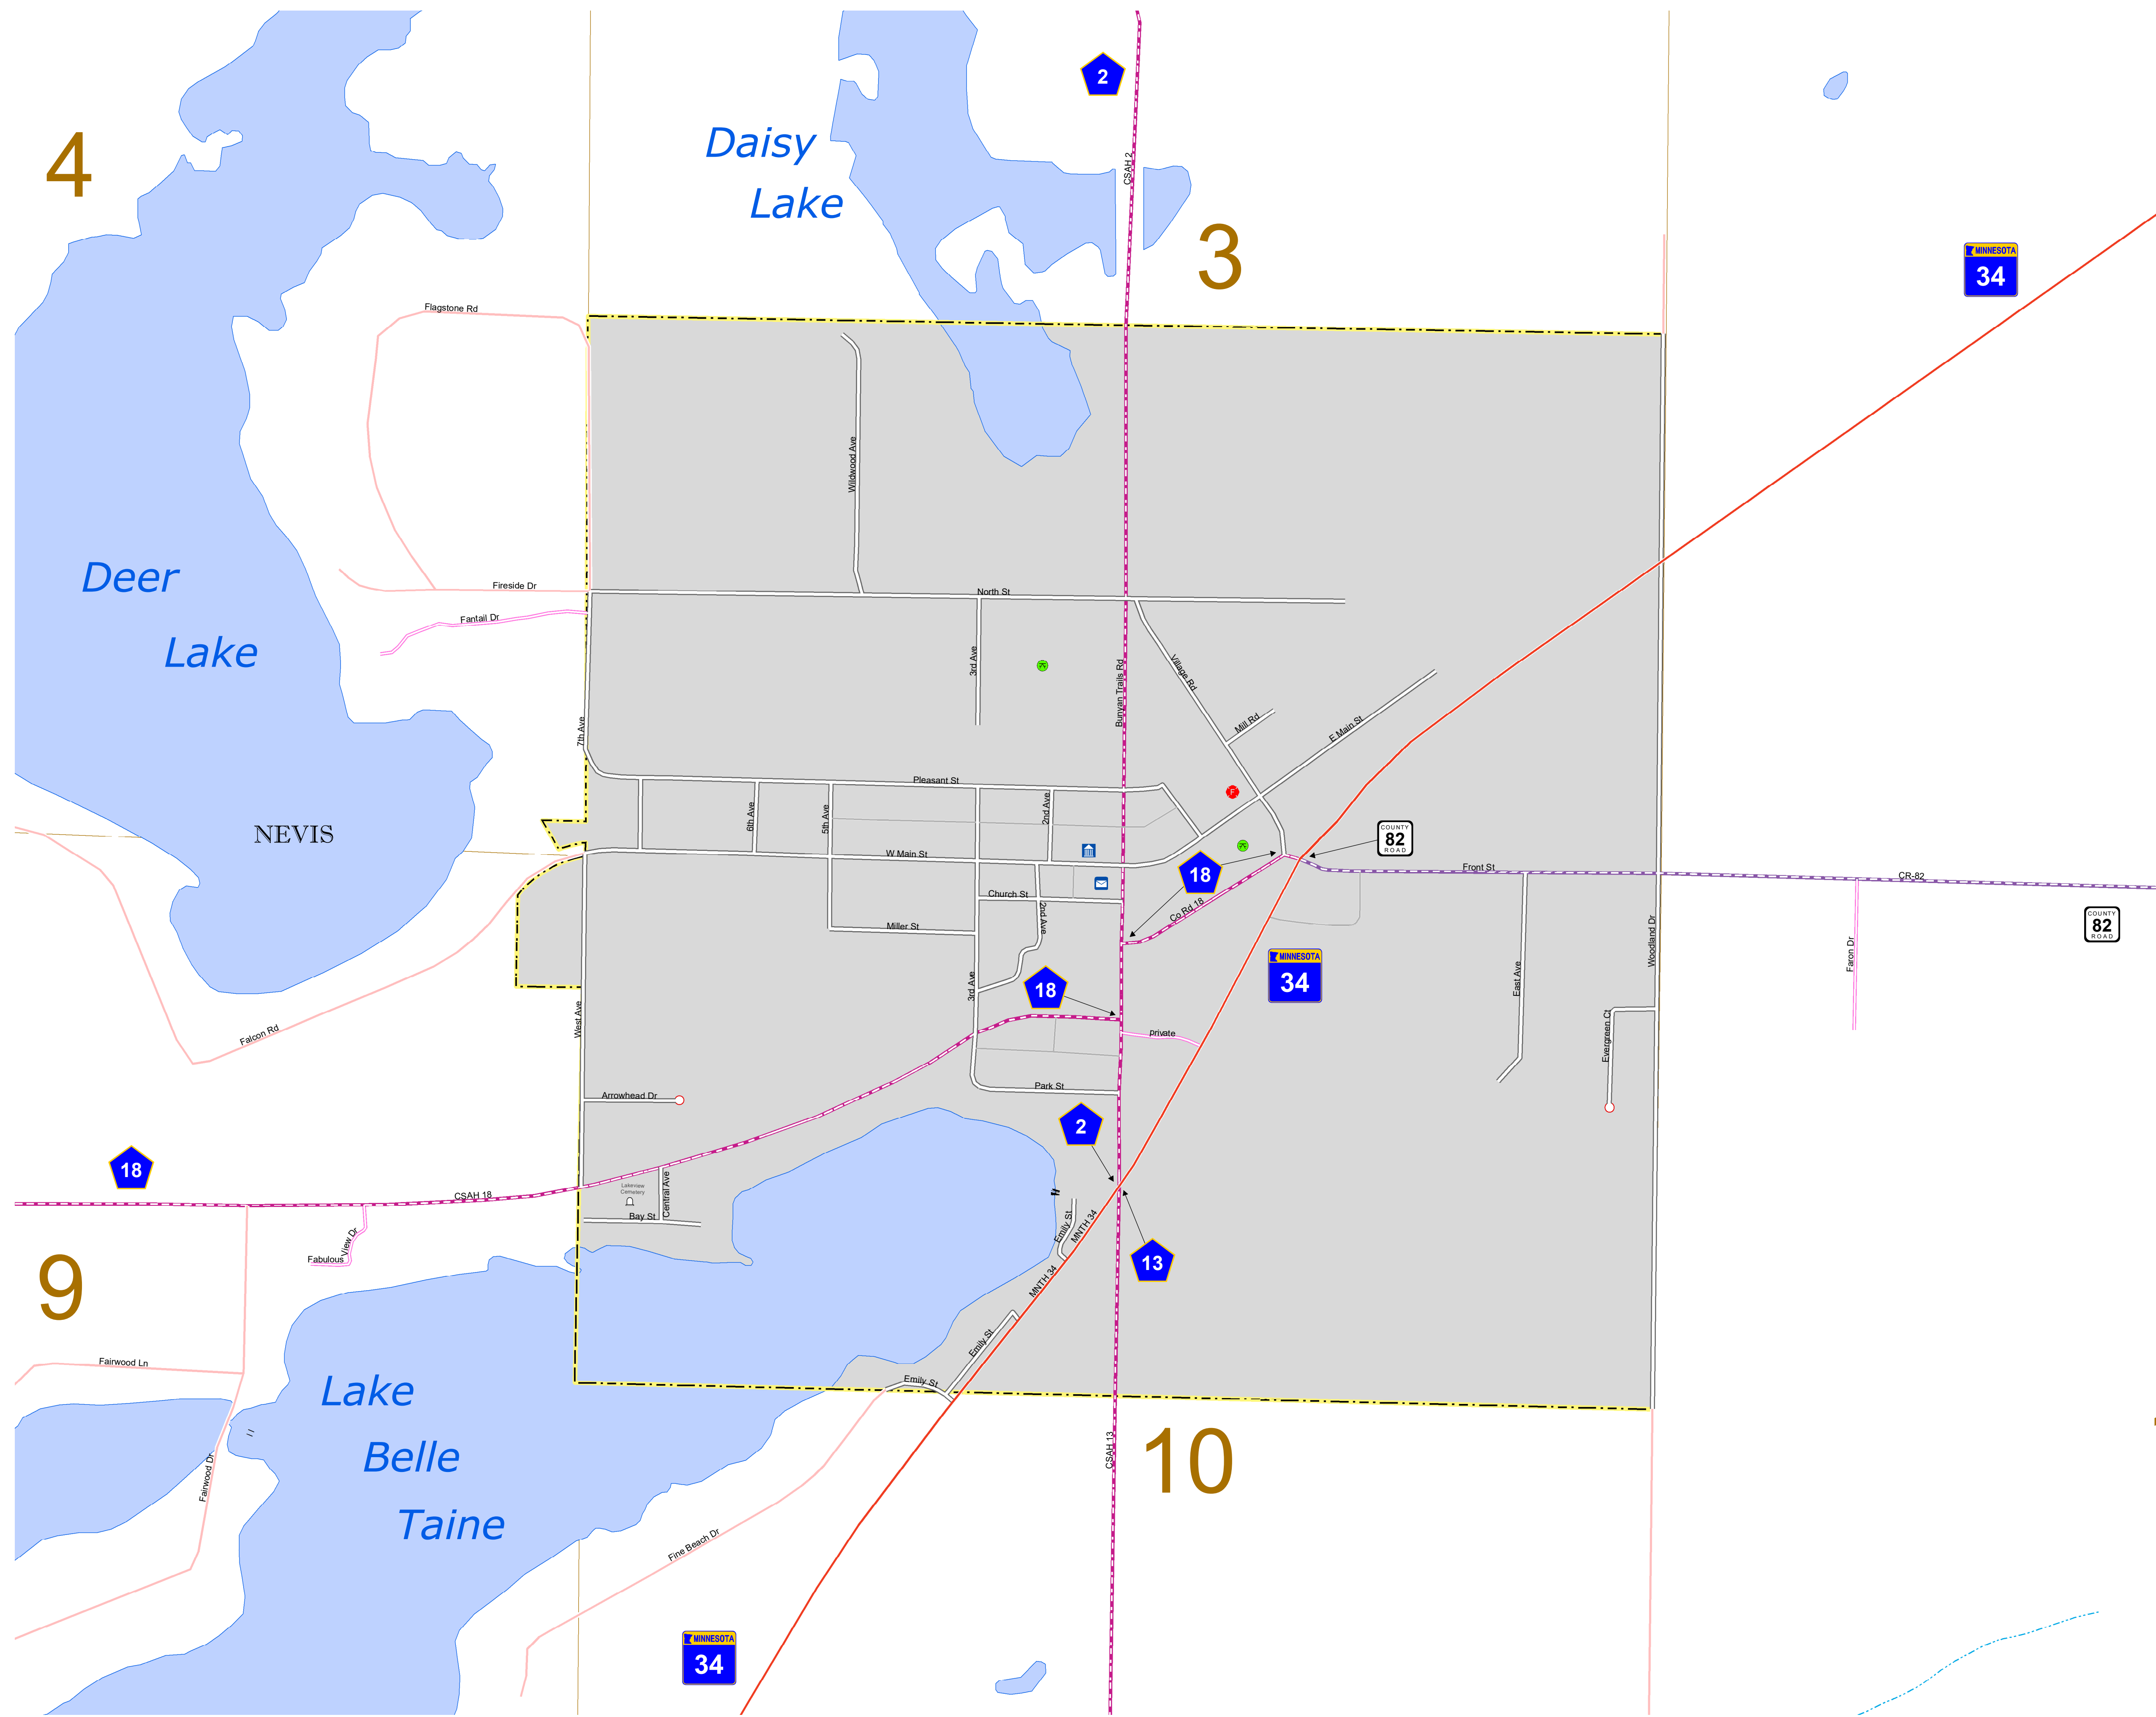 2
4
Daisy
Lake
CSAH 2
3
MINNESOTA
34
Flagstone Rd
Wildwood Ave
Deer
Lake
Fireside Dr
Fantail Dr
North St
3rd Ave
Bunyan Trails Rd
Village Rd
Mill Rd
E Main St
7th Ave
Pleasant St
6th Ave
5th Ave
2nd Ave
F
NEVIS
W Main St
18
COUNTY
82
ROAD
Front St
CR-82
Church St
2nd Ave
Co Rd 18
Miller St
COUNTY
82
ROAD
Woodland Dr
Faron Dr
East Ave
MINNESOTA
34
18
3rd Ave
West Ave
Falcon Rd
private
Evergreen Ct
Park St
Arrowhead Dr
2
18
CSAH 18
Lakeview
Cemetery
Central Ave
Bay St
Emily St
MNTH 34
Fabulous View Dr
13
9
MNTH 34
Emily St
Fairwood Ln
Emily St
Lake
Belle
Taine
Fairwood Dr
CSAH 13
10
Fine Beach Dr
MINNESOTA
34